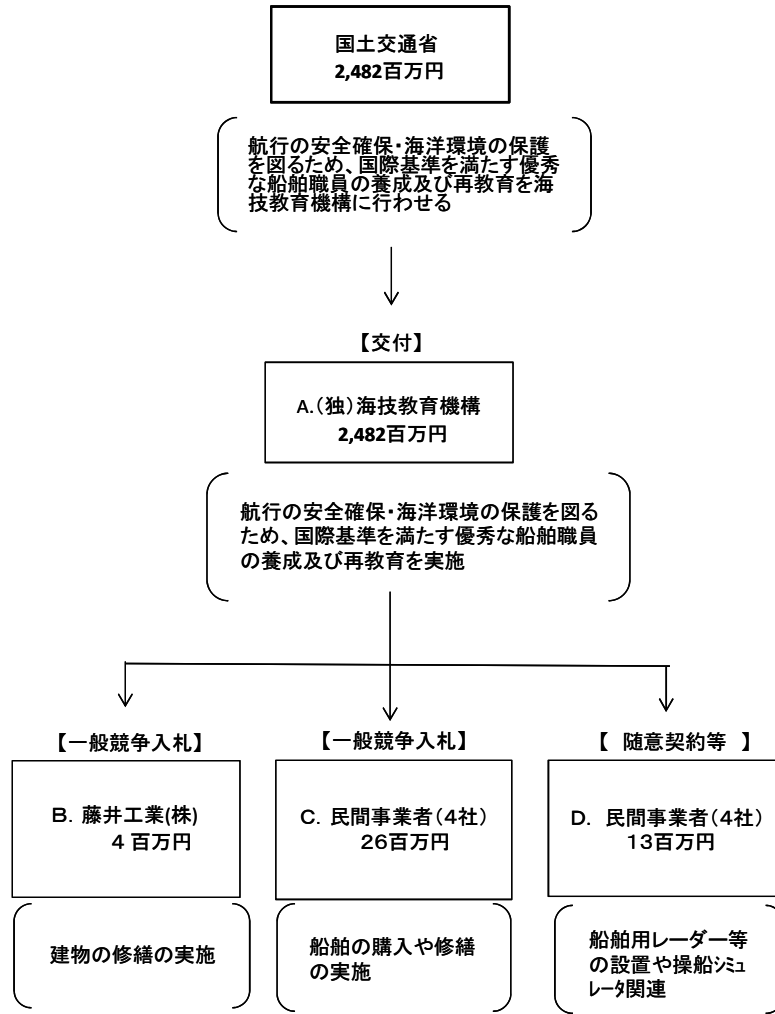 国土交通省
2,482百万円
航行の安全確保・海洋環境の保護
を図るため、国際基準を満たす優秀
な船舶職員の養成及び再教育を海
技教育機構に行わせる
【交付】
A.(独)海技教育機構
2,482百万円
航行の安全確保・海洋環境の保護を図る
ため、国際基準を満たす優秀な船舶職員
の養成及び再教育を実施
【一般競争入札】
B. 藤井工業(株)
4 百万円
建物の修繕の実施
【一般競争入札】
C. 民間事業者(4社)
26百万円
船舶の購入や修繕
の実施
【 随意契約等 】
D. 民間事業者(4社)
13百万円
船舶用レーダー等
の設置や操船ｼﾐｭ
ﾚｰﾀ関連